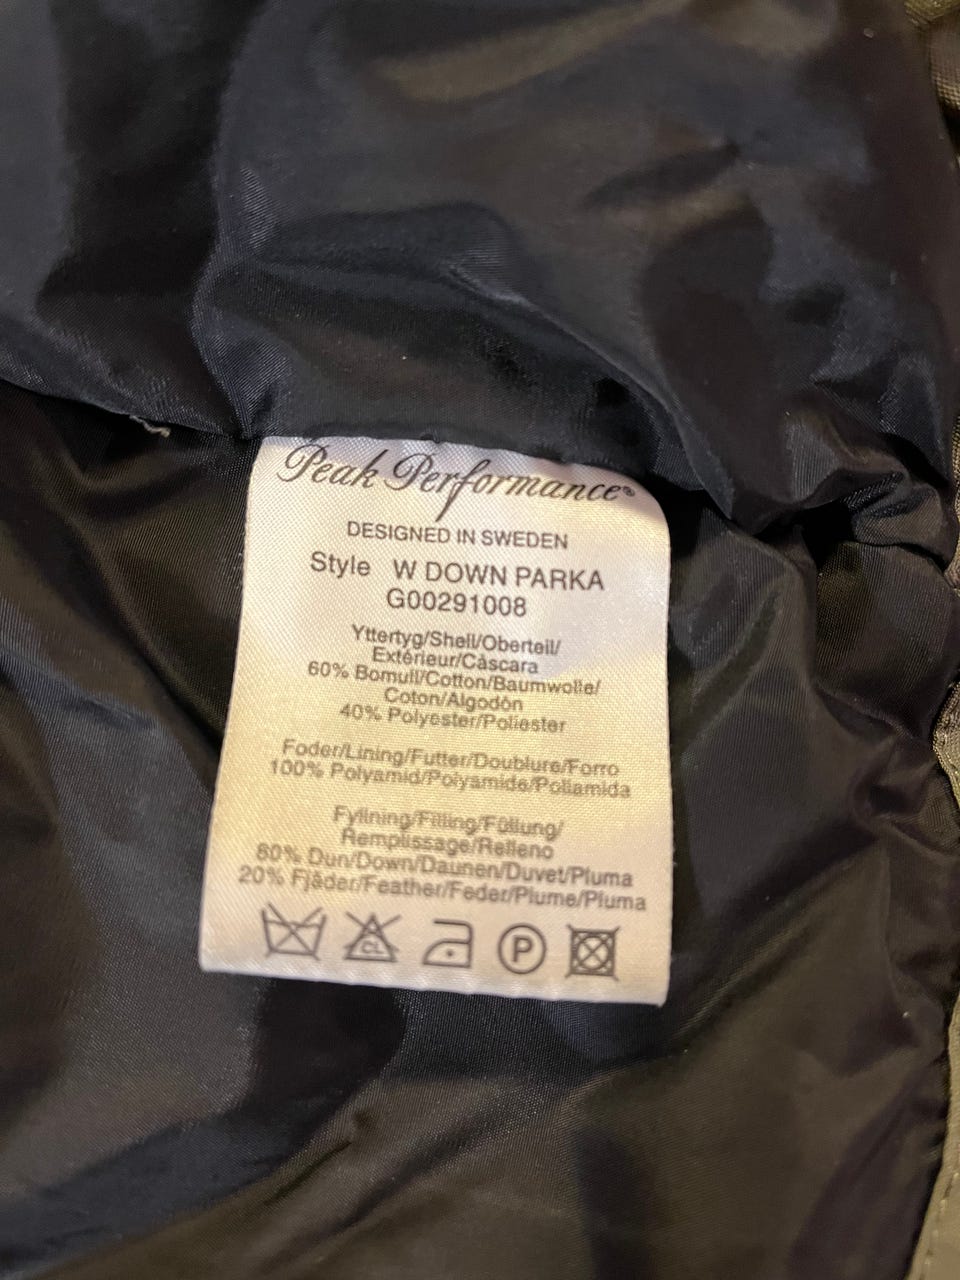 Peak Performance®
DESIGNED IN SWEDEN
Style W DOWN PARKA
G00291008
Yttertyg/Shell/Oberteil/
Extérieur/Càscara
60% Bomull/Cotton/Baumwolle/
Coton/Algodón
40% Polyester/Poliester
Foder/Lining/Futter/Doublure/Forro
100% Polyamid/Polyamide/Poliamida
Fyllning/Filling/Füllung/
Remplissage/Relleno
80% Dun/Down/Daunen/Duvet/Pluma
20% Fjäder/Feather/Feder/Plume/Pluma
CL P